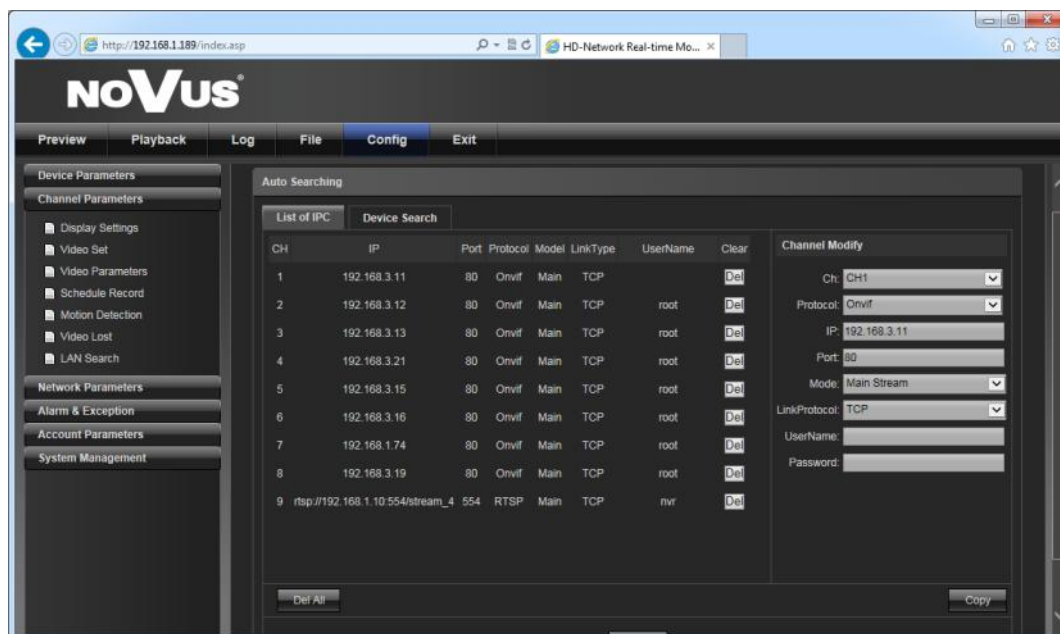 http://192.168.1.189/index.asp
HD-Network Real-time Mo...
NOVUS®
Preview Playback Log File Config Exit
Device Parameters
Channel Parameters
Display Settings
Video Set
Video Parameters
Schedule Record
Motion Detection
Video Lost
LAN Search
Network Parameters
Alarm & Exception
Account Parameters
System Management
Auto Searching
List of IPC Device Search
CH IP Port Protocol Model LinkType UserName Clear
1 192.168.3.11 80 Onvif Main TCP Del
2 192.168.3.12 80 Onvif Main TCP root Del
3 192.168.3.13 80 Onvif Main TCP root Del
4 192.168.3.21 80 Onvif Main TCP root Del
5 192.168.3.15 80 Onvif Main TCP root Del
6 192.168.3.16 80 Onvif Main TCP root Del
7 192.168.1.74 80 Onvif Main TCP root Del
8 192.168.3.19 80 Onvif Main TCP root Del
9 rtsp://192.168.1.10:554/stream_4 554 RTSP Main TCP nvr Del
Channel Modify
Ch: CH1
Protocol: Onvif
IP: 192.168.3.11
Port: 80
Mode: Main Stream
LinkProtocol: TCP
UserName:
Password:
Del All
Copy